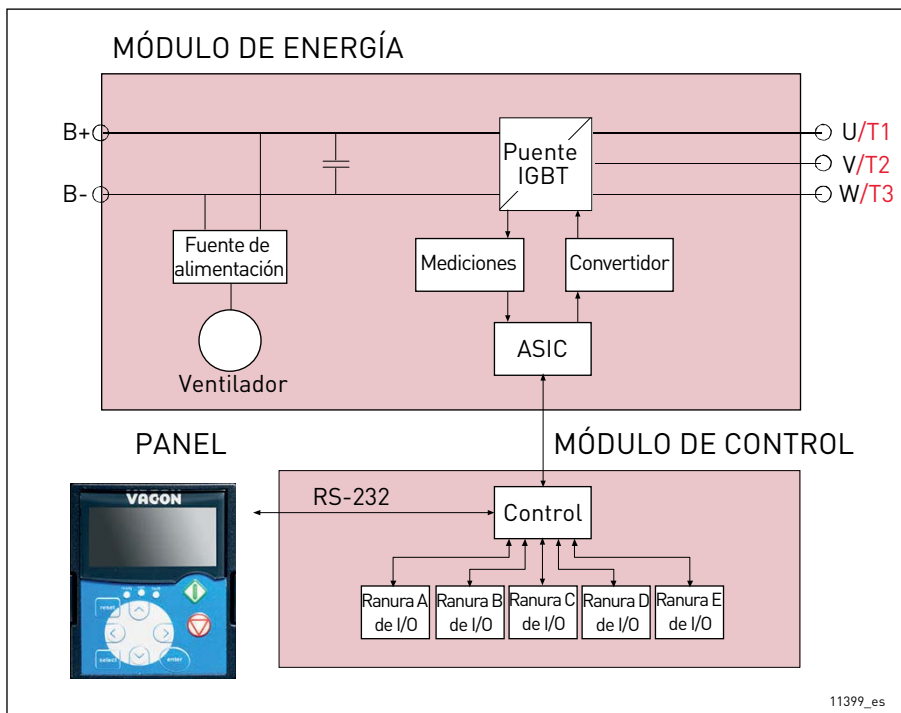 MÓDULO DE ENERGÍA
B+
B-
Puente
IGBT
U/T1
V/T2
W/T3
Fuente de
alimentación
Mediciones
Convertidor
ASIC
Ventilador
PANEL
MÓDULO DE CONTROL
VACON
RS-232
Control
reset
select
enter
Ranura A
de I/O
Ranura B
de I/O
Ranura C
de I/O
Ranura D
de I/O
Ranura E
de I/O
11399_es